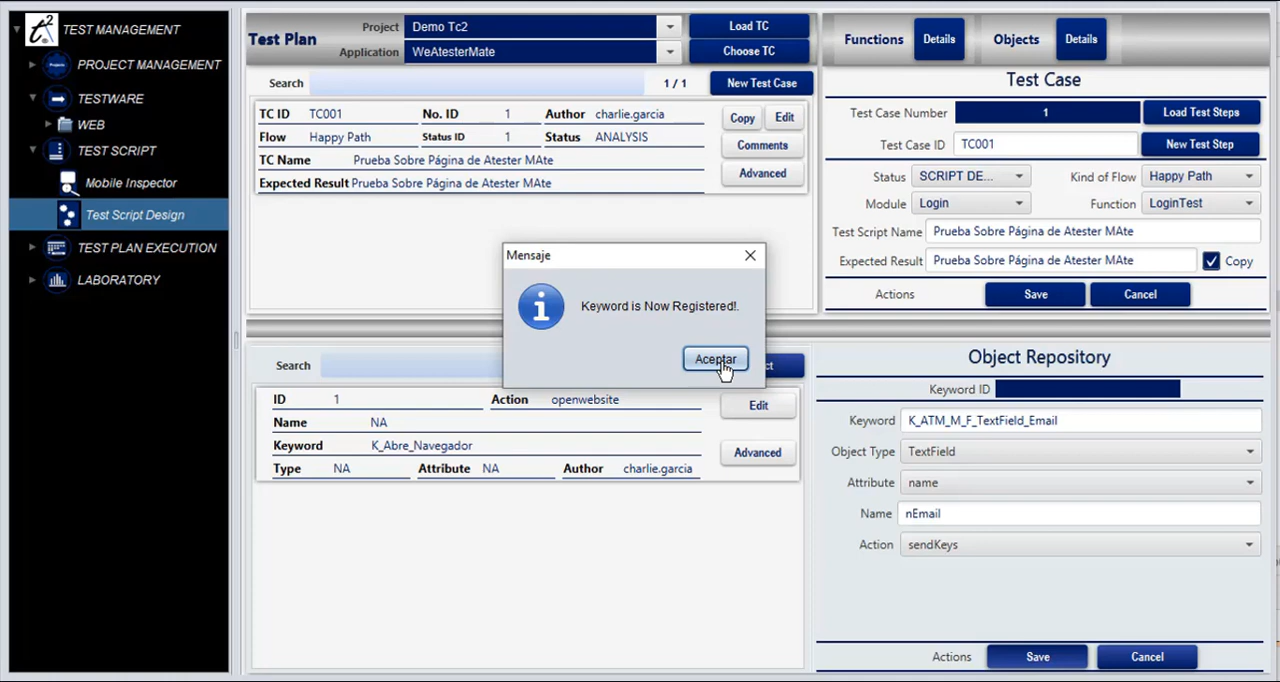 TEST MANAGEMENT
PROJECT MANAGEMENT
TESTWARE
WEB
TEST SCRIPT
Mobile Inspector
Test Script Design
TEST PLAN EXECUTION
LABORATORY
Test Plan
Project Demo Tc2 Load TC
Application WeAtesterMate Choose TC
Search 1 / 1 New Test Case
TC ID TC001 No. ID 1 Author charlie.garcia Copy Edit
Flow Happy Path Status ID 1 Status ANALYSIS
TC Name Prueba Sobre Página de Atester MAte Comments
Expected Result Prueba Sobre Página de Atester MAte Advanced
Functions Details Objects Details
Test Case
Test Case Number 1 Load Test Steps
Test Case ID TC001 New Test Step
Status SCRIPT DE... Kind of Flow Happy Path
Module Login Function LoginTest
Test Script Name Prueba Sobre Página de Atester MAte
Expected Result Prueba Sobre Página de Atester MAte Copy
Actions Save Cancel
Mensaje
Keyword is Now Registered!.
Aceptar
Search
ID 1 Action openwebsite Edit
Name NA
Keyword K_Abre_Navegador Advanced
Type NA Attribute NA Author charlie.garcia
Object Repository
Keyword ID
Keyword K_ATM_M_F_TextField_Email
Object Type TextField
Attribute name
Name nEmail
Action sendKeys
Actions Save Cancel